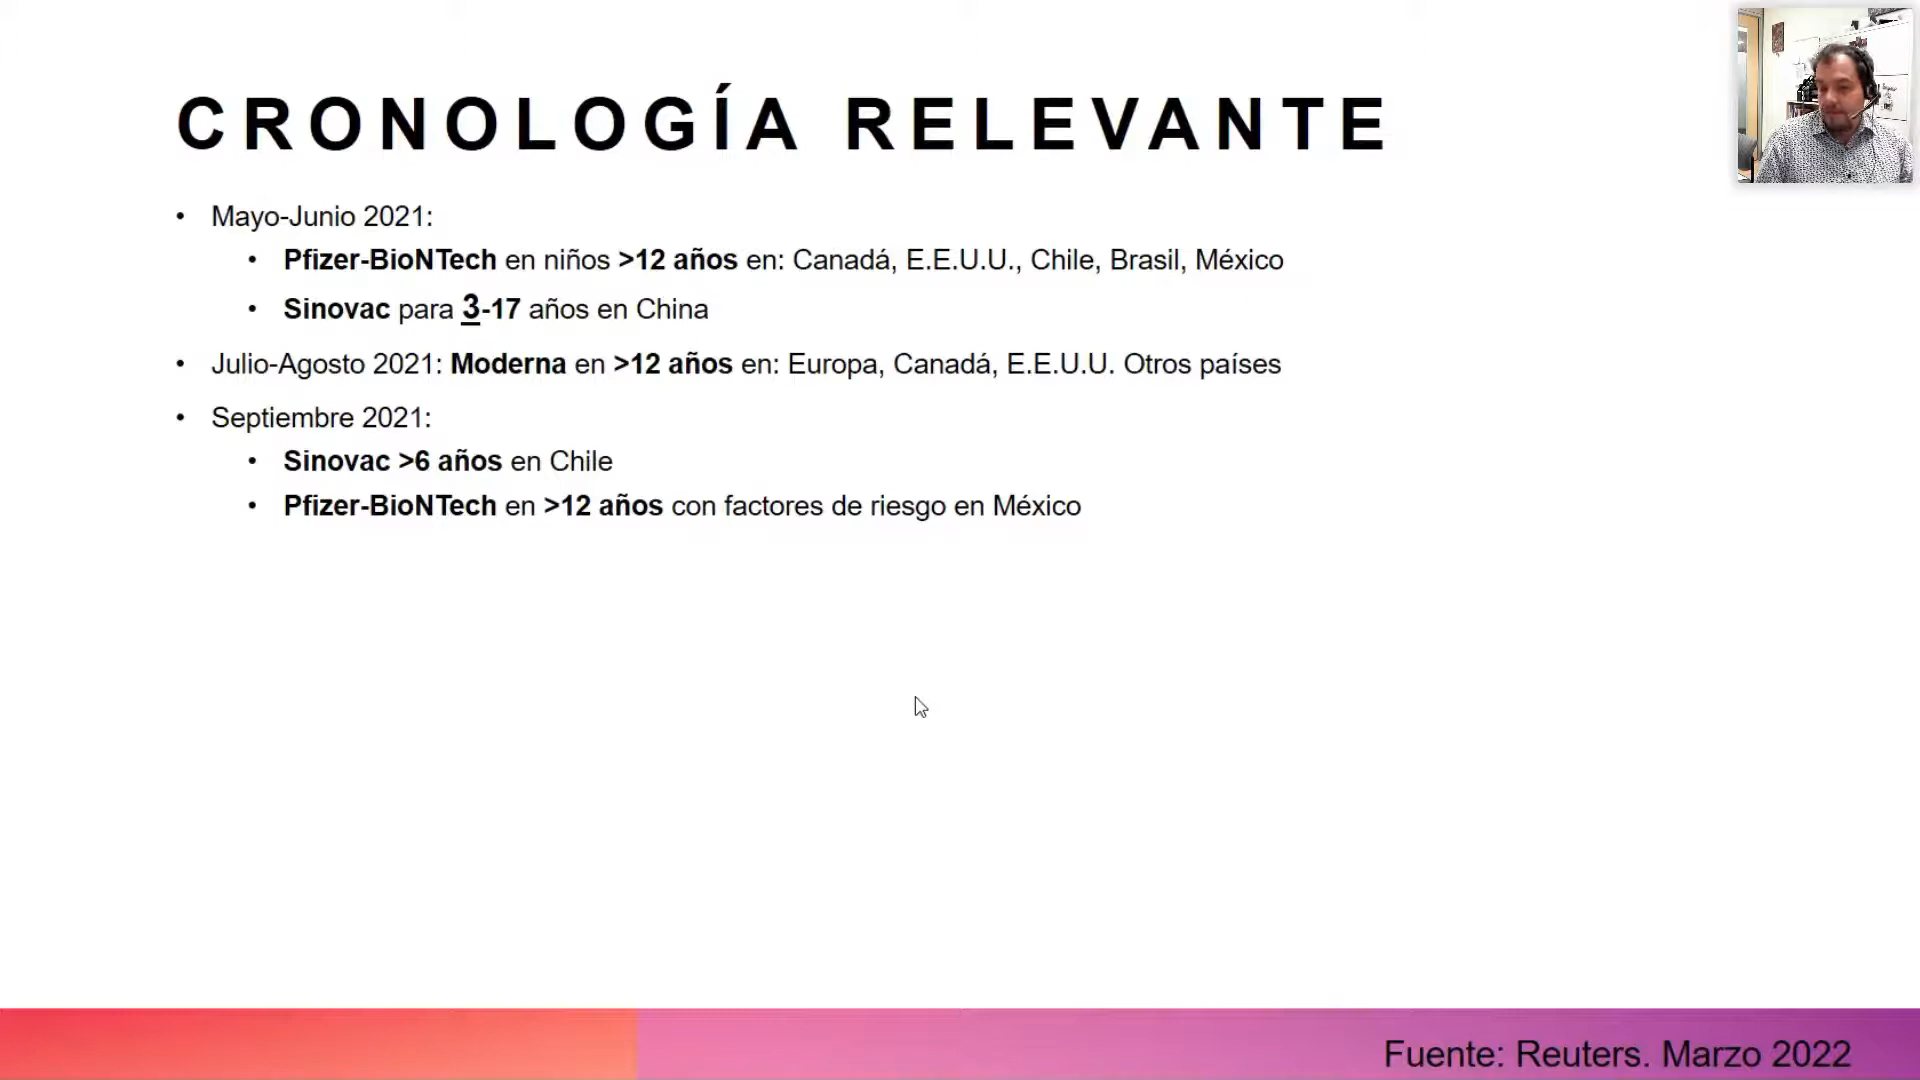 CRONOLOGÍA RELEVANTE
• Mayo-Junio 2021:
• Pfizer-BioNTech en niños >12 años en: Canadá, E.E.U.U., Chile, Brasil, México
• Sinovac para 3-17 años en China
• Julio-Agosto 2021: Moderna en >12 años en: Europa, Canadá, E.E.U.U. Otros países
• Septiembre 2021:
• Sinovac >6 años en Chile
• Pfizer-BioNTech en >12 años con factores de riesgo en México
Fuente: Reuters. Marzo 2022